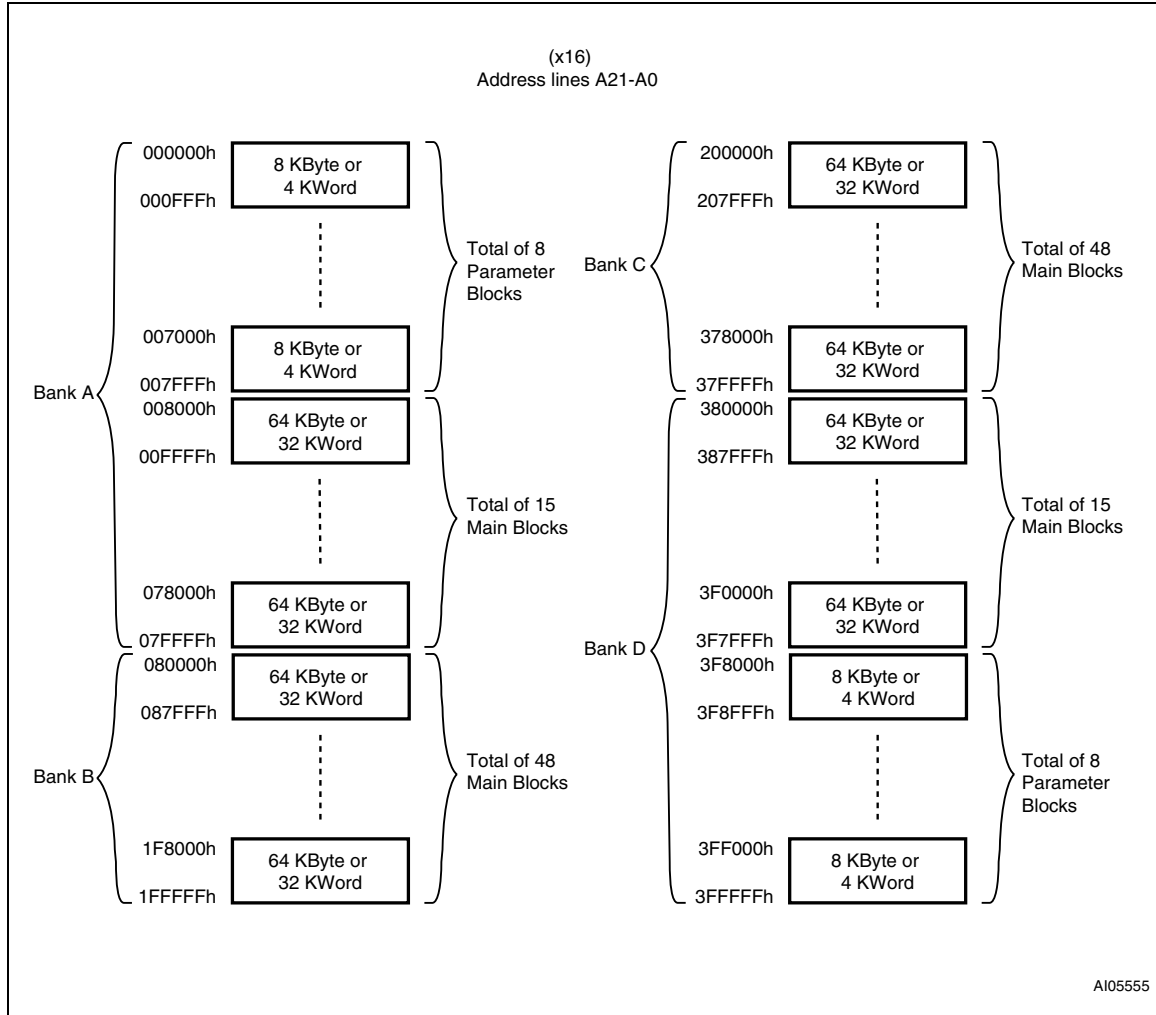 (x16)
Address lines A21-A0
Bank A
000000h
8 KByte or
4 KWord
000FFFh
Total of 8
Parameter
Blocks
007000h
8 KByte or
4 KWord
007FFFh
008000h
64 KByte or
32 KWord
00FFFFh
Total of 15
Main Blocks
078000h
64 KByte or
32 KWord
07FFFFh
Bank B
080000h
64 KByte or
32 KWord
087FFFh
Total of 48
Main Blocks
1F8000h
64 KByte or
32 KWord
1FFFFFh
Bank C
200000h
64 KByte or
32 KWord
207FFFh
Total of 48
Main Blocks
378000h
64 KByte or
32 KWord
37FFFFh
Bank D
380000h
64 KByte or
32 KWord
387FFFh
Total of 15
Main Blocks
3F0000h
64 KByte or
32 KWord
3F7FFFh
3F8000h
8 KByte or
4 KWord
3F8FFFh
Total of 8
Parameter
Blocks
3FF000h
8 KByte or
4 KWord
3FFFFFh
AI05555